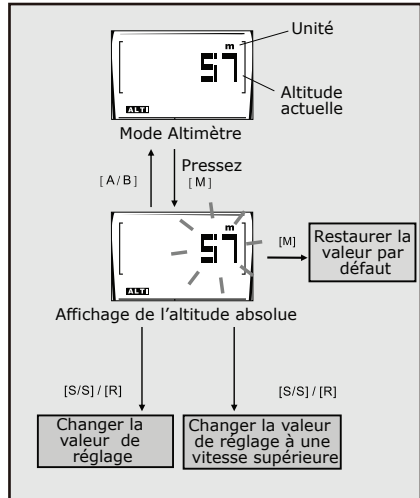 Unité
m
57
Altitude
actuelle
ALTI
Mode Altimètre
Pressez
[ A / B ]
[ M ]
m
57
[M]
Restaurer la
valeur par
défaut
ALTI
Affichage de l'altitude absolue
[S/S] / [R]
[S/S] / [R]
Changer la
valeur de
réglage
Changer la valeur
de réglage à une
vitesse supérieure